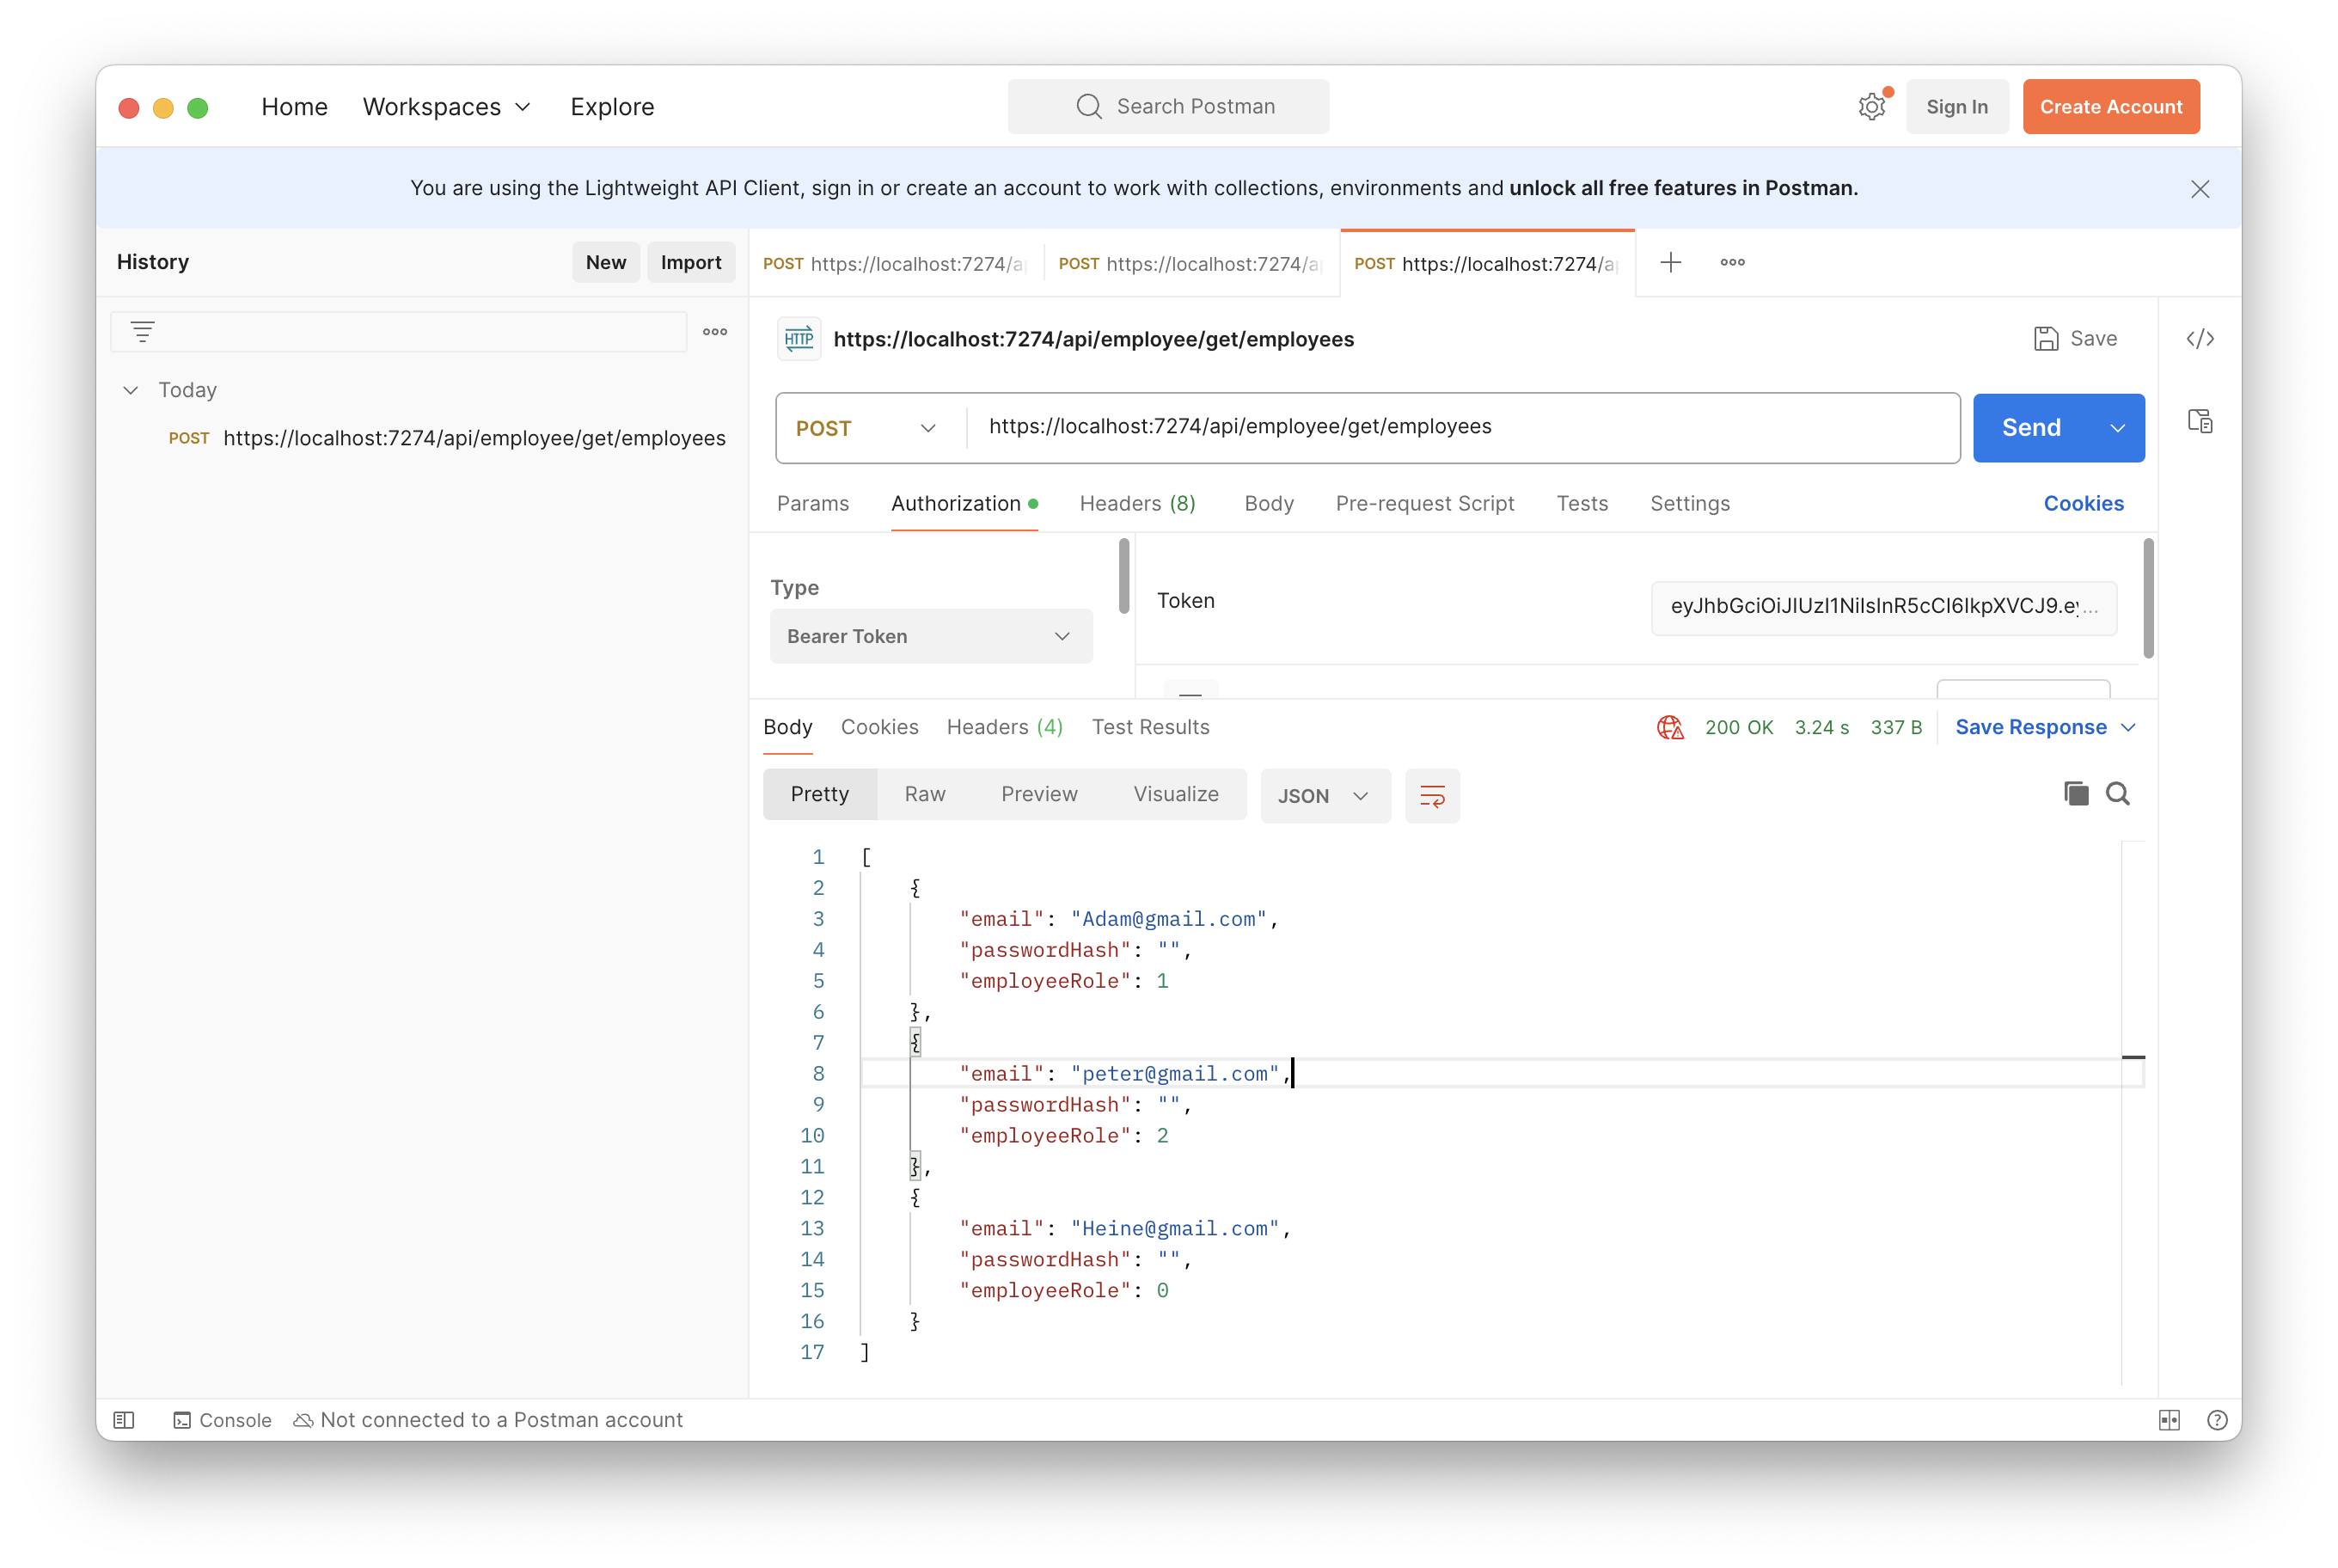 Home Workspaces Explore Search Postman Sign In Create Account
You are using the Lightweight API Client, sign in or create an account to work with collections, environments and unlock all free features in Postman.
History New Import
POST https://localhost:7274/a POST https://localhost:7274/a POST https://localhost:7274/a
HTTP https://localhost:7274/api/employee/get/employees Save </>
Today
POST https://localhost:7274/api/employee/get/employees
POST https://localhost:7274/api/employee/get/employees Send
Params Authorization Headers (8) Body Pre-request Script Tests Settings Cookies
Type
Bearer Token
Token eyJhbGciOiJIUzI1NiIsInR5cCI6IkpXVCJ9.ey...
Body Cookies Headers (4) Test Results 200 OK 3.24 s 337 B Save Response
Pretty Raw Preview Visualize JSON
1 [
2 {
3 "email": "Adam@gmail.com",
4 "passwordHash": "",
5 "employeeRole": 1
6 },
7 {
8 "email": "peter@gmail.com",
9 "passwordHash": "",
10 "employeeRole": 2
11 },
12 {
13 "email": "Heine@gmail.com",
14 "passwordHash": "",
15 "employeeRole": 0
16 }
17 ]
Console Not connected to a Postman account